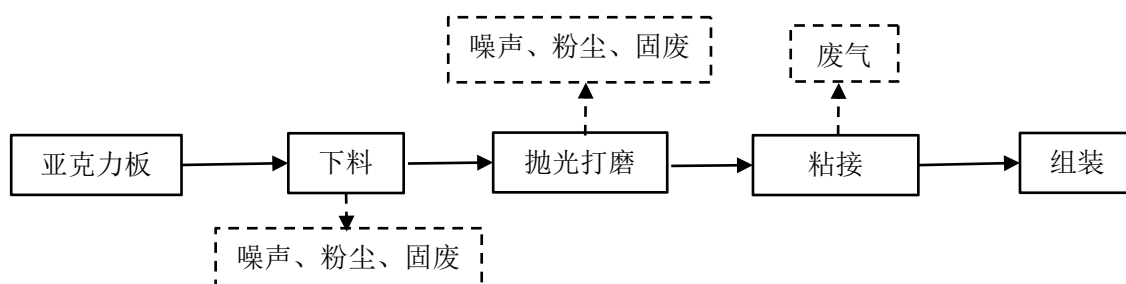 噪声、粉尘、固废
废气
亚克力板
下料
抛光打磨
粘接
组装
噪声、粉尘、固废